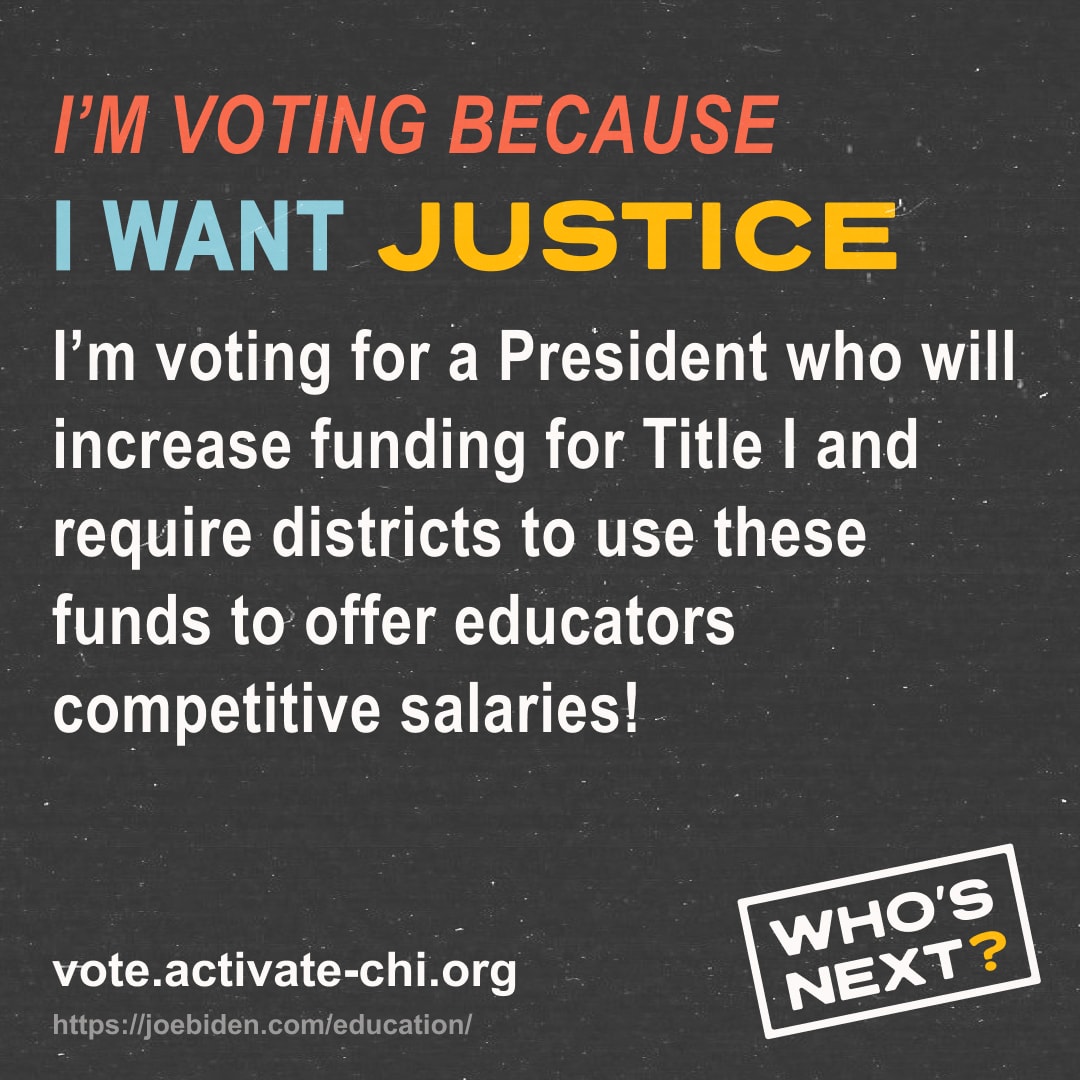 I'M VOTING BECAUSE
I WANT JUSTICE
I'm voting for a President who will
increase funding for Title I and
require districts to use these
funds to offer educators
competitive salaries!
WHO'S
NEXT?
vote.activate-chi.org
https://joebiden.com/education/